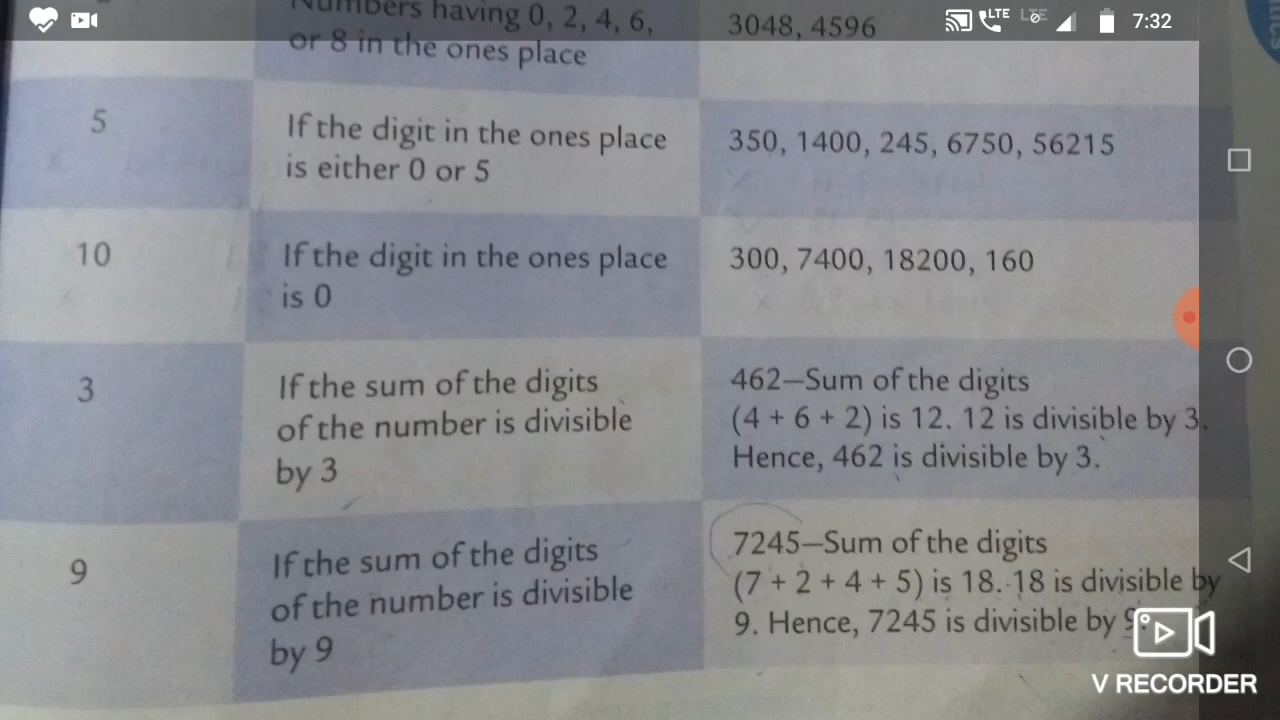 LTE LTE 7:32
Numbers having 0, 2, 4, 6,
or 8 in the ones place
3048, 4596
5
If the digit in the ones place
is either 0 or 5
350, 1400, 245, 6750, 56215
10
If the digit in the ones place
is 0
300, 7400, 18200, 160
3
If the sum of the digits
of the number is divisible
by 3
462—Sum of the digits
(4 + 6 + 2) is 12. 12 is divisible by 3.
Hence, 462 is divisible by 3.
9
If the sum of the digits
of the number is divisible
by 9
7245—Sum of the digits
(7 + 2 + 4 + 5) is 18. 18 is divisible by
9. Hence, 7245 is divisible by 9.
V RECORDER